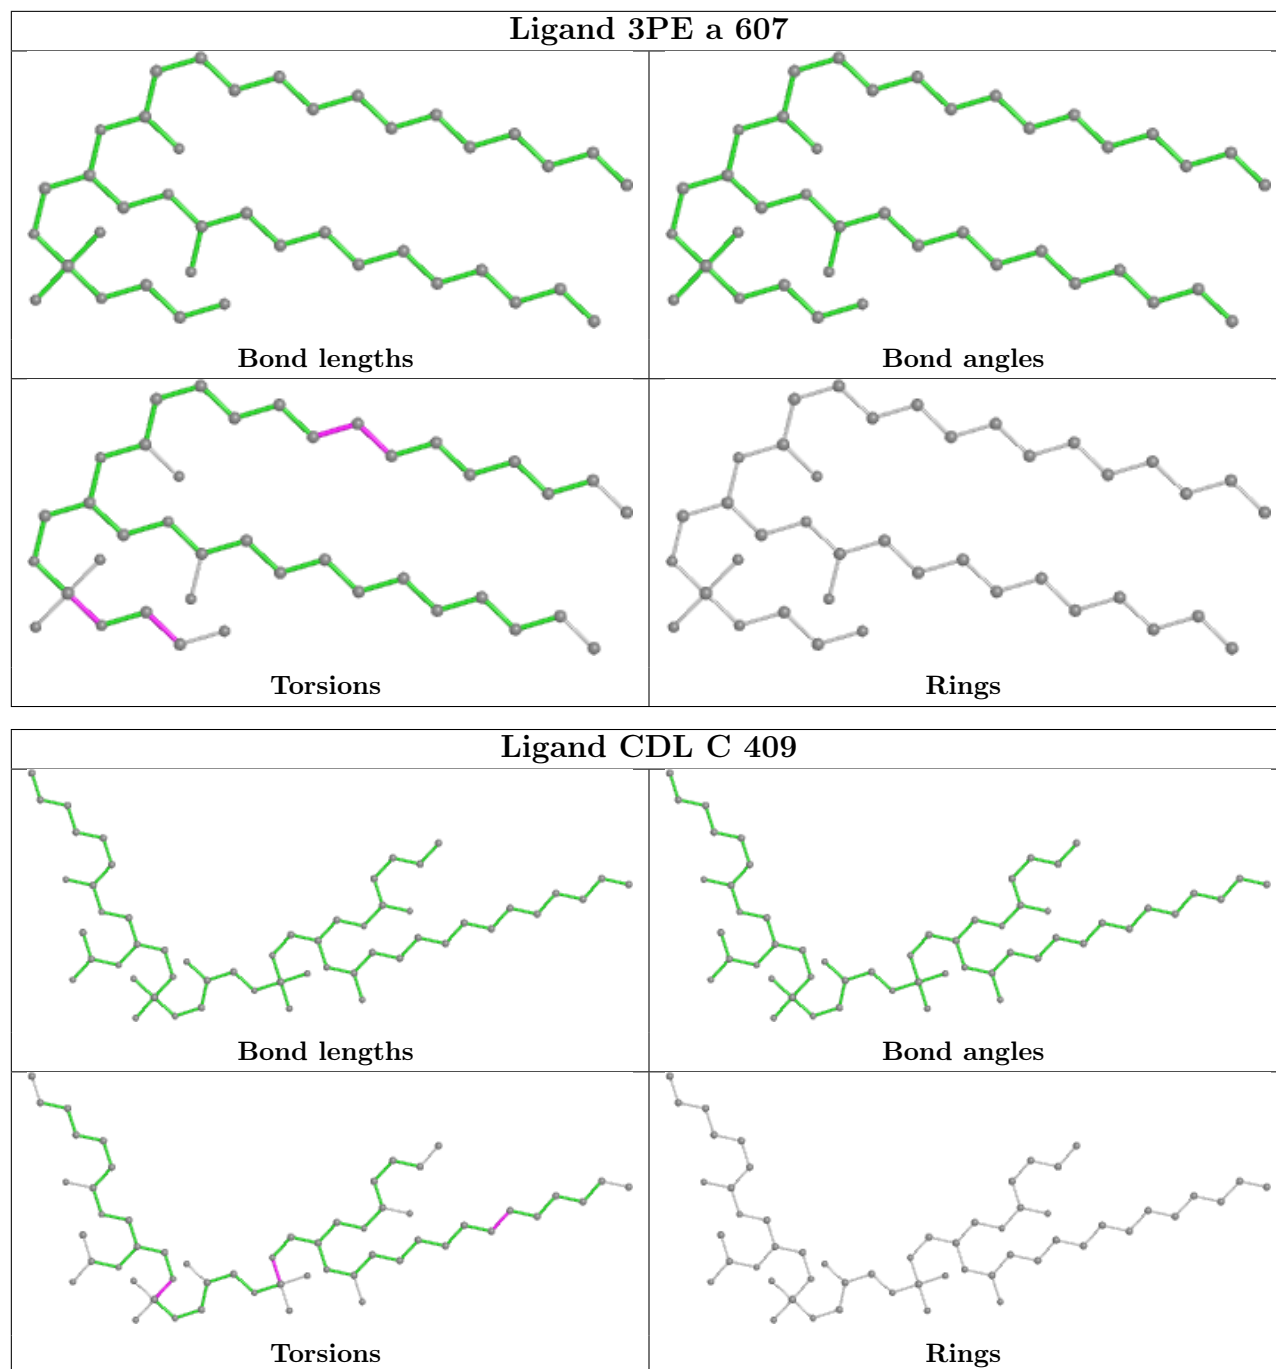 Ligand 3PE a 607
Bond lengths
Bond angles
Torsions
Rings
Ligand CDL C 409
Bond lengths
Bond angles
Torsions
Rings